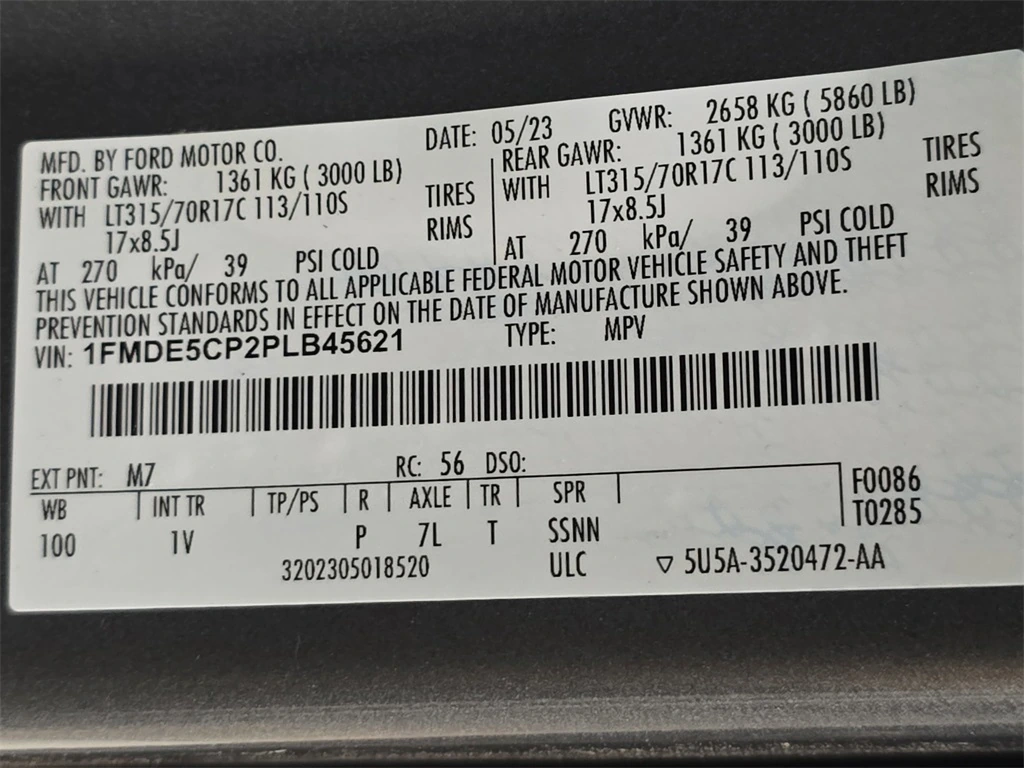 MFD. BY FORD MOTOR CO. DATE: 05/23 GVWR: 2658 KG ( 5860 LB)
FRONT GAWR: 1361 KG ( 3000 LB) REAR GAWR: 1361 KG ( 3000 LB)
WITH LT315/70R17C 113/110S TIRES WITH LT315/70R17C 113/110S TIRES
17x8.5J RIMS 17x8.5J RIMS
AT 270 kPa/ 39 PSI COLD AT 270 kPa/ 39 PSI COLD
THIS VEHICLE CONFORMS TO ALL APPLICABLE FEDERAL MOTOR VEHICLE SAFETY AND THEFT
PREVENTION STANDARDS IN EFFECT ON THE DATE OF MANUFACTURE SHOWN ABOVE.
VIN: 1FMDE5CP2PLB45621 TYPE: MPV
EXT PNT: M7 RC: 56 DSO:
WB INT TR TP/PS R AXLE TR SPR F0086
100 1V P 7L T SSNN T0285
3202305018520 ULC ▽ 5U5A-3520472-AA